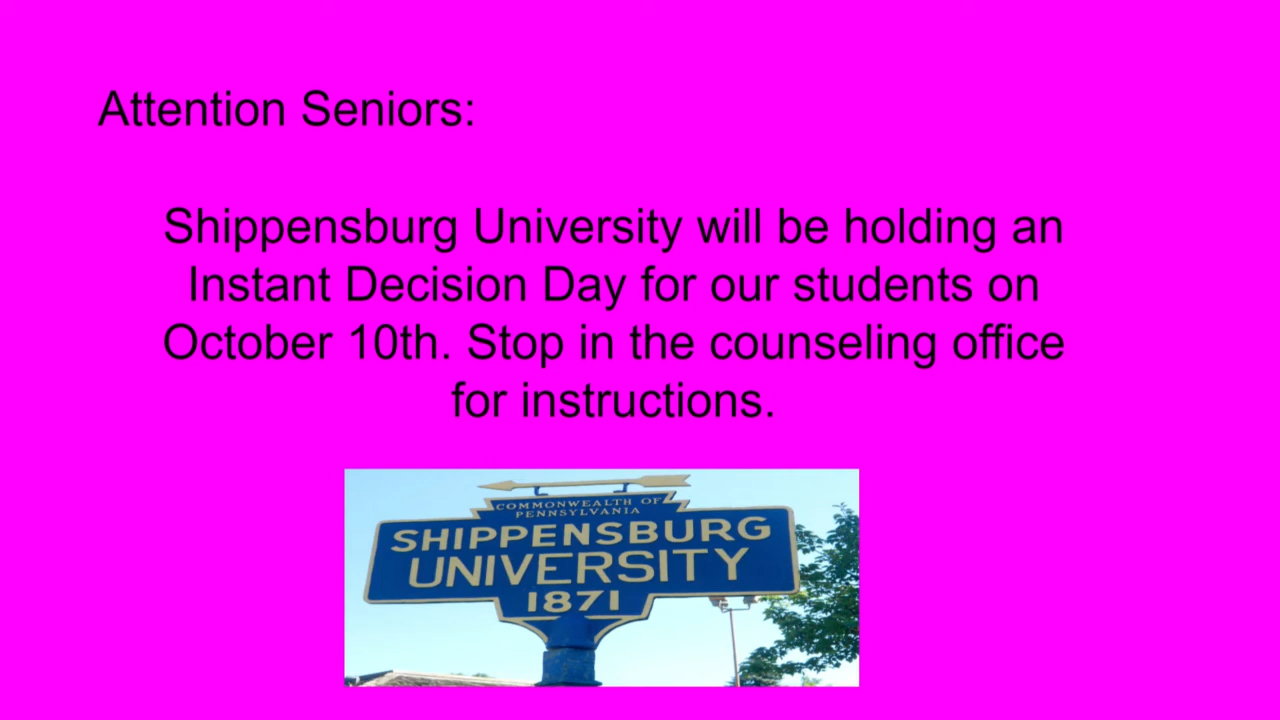 Attention Seniors:
Shippensburg University will be holding an
Instant Decision Day for our students on
October 10th. Stop in the counseling office
for instructions.
COMMONWEALTH OF
PENNSYLVANIA
SHIPPENSBURG
UNIVERSITY
1871